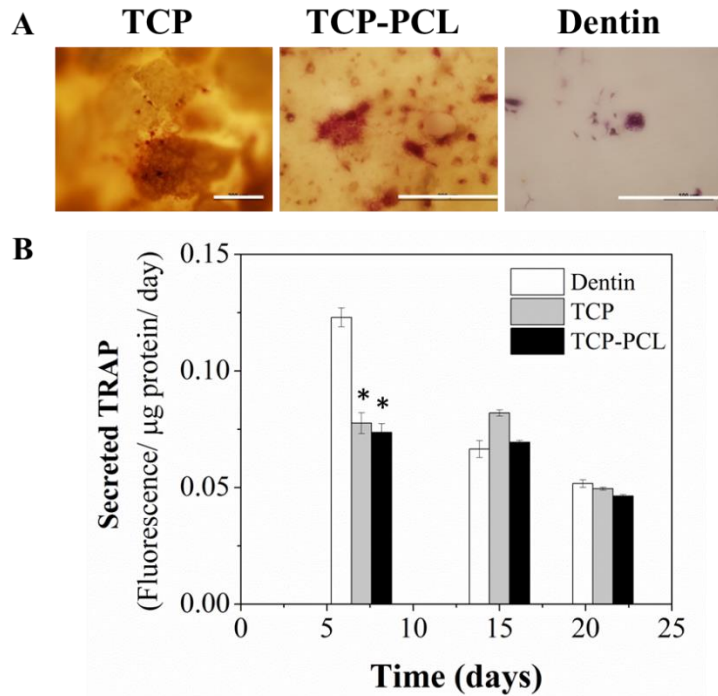 A
TCP
TCP-PCL
Dentin
B
Secreted TRAP
(Fluorescence/ µg protein/ day)
0.15
0.10
0.05
0.00
Dentin
TCP
TCP-PCL
* *
0 5 10 15 20 25
Time (days)